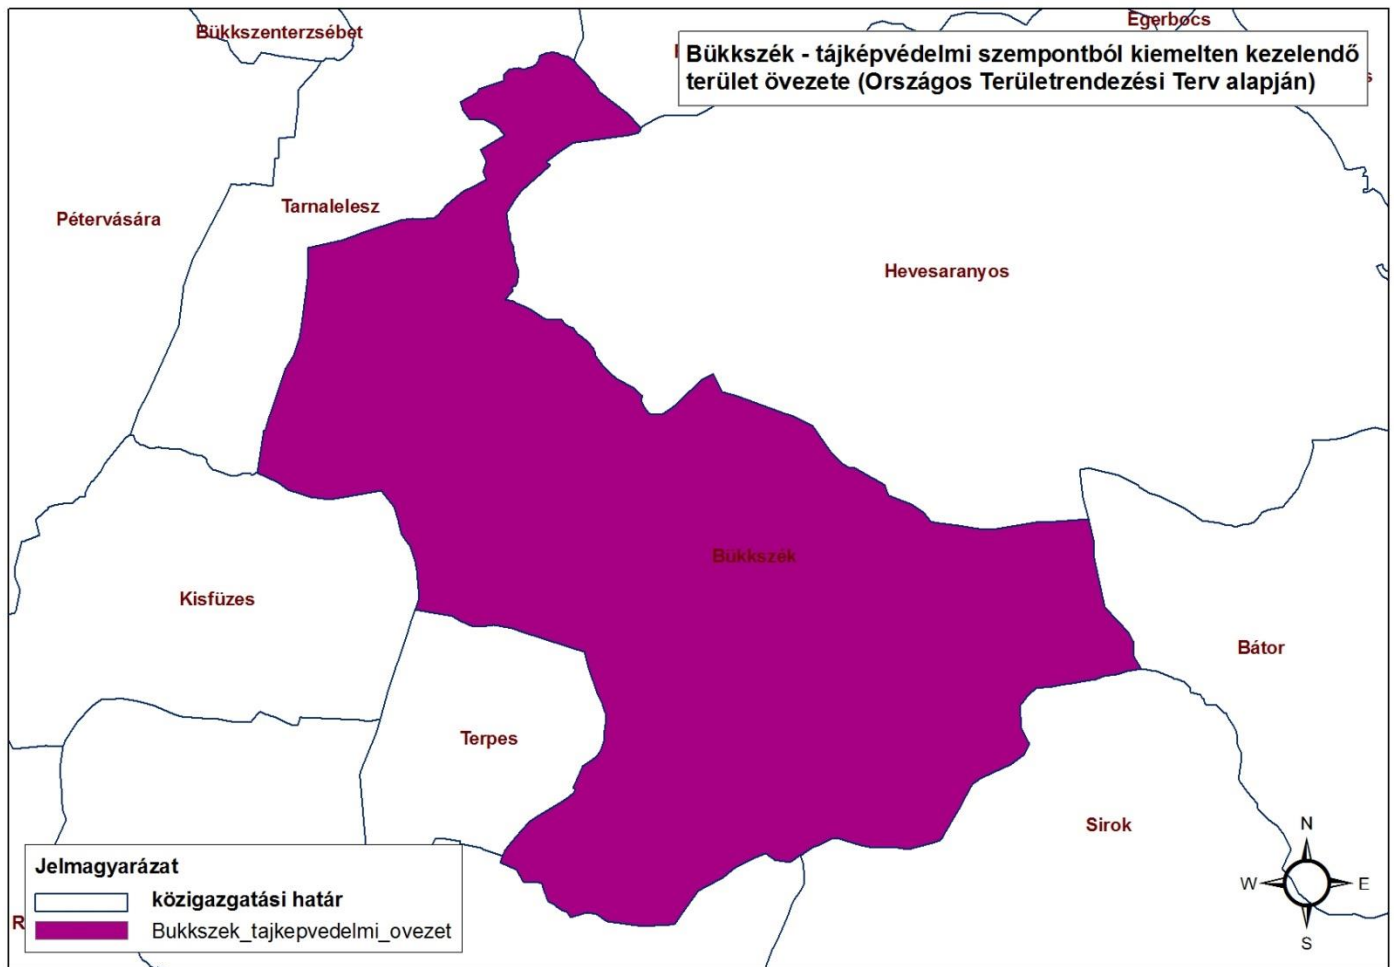 Bükkszenterzsébet
Egerbocs
Bükkszék - tájképvédelmi szempontból kiemelten kezelendő
terület övezete (Országos Területrendezési Terv alapján)
Pétervására
Tarnalelesz
Hevesaranyos
Bükkszék
Kisfüzes
Bátor
Terpes
Sirok
Jelmagyarázat
közigazgatási határ
Bukkszek_tajkepvedelmi_ovezet
R
N
W
E
S